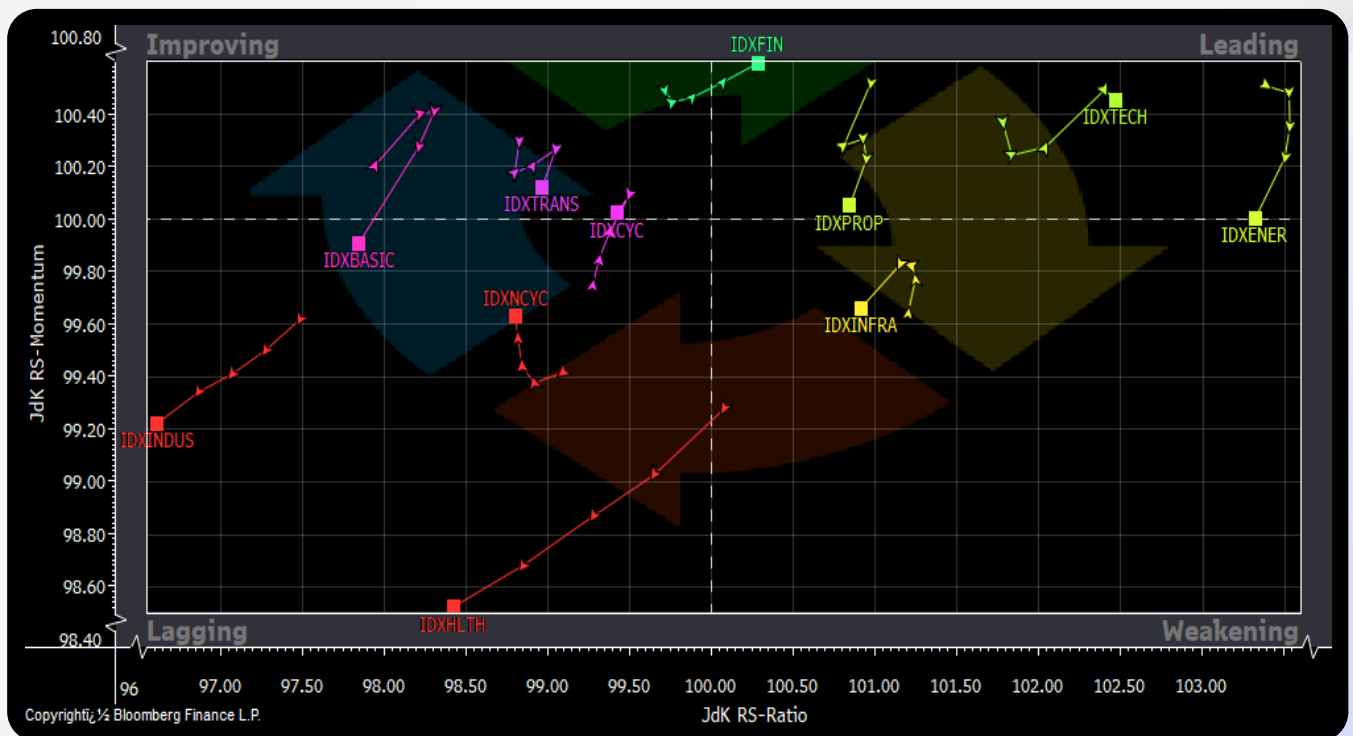 100.80
Improving
Leading
IDXFIN
100.40
IDXTECH
100.20
IDXTRANS
100.00
IDXPROP
IDXCYC
IDXENER
IDXBASIC
99.80
IDXNCYC
IDXINFRA
99.60
99.40
IDXINDUS
99.20
99.00
98.80
98.60
IDXHLTH
Lagging
Weakening
98.40
JdK RS-Momentum
96 97.00 97.50 98.00 98.50 99.00 99.50 100.00 100.50 101.00 101.50 102.00 102.50 103.00
Copyrightï¿½ Bloomberg Finance L.P.
JdK RS-Ratio